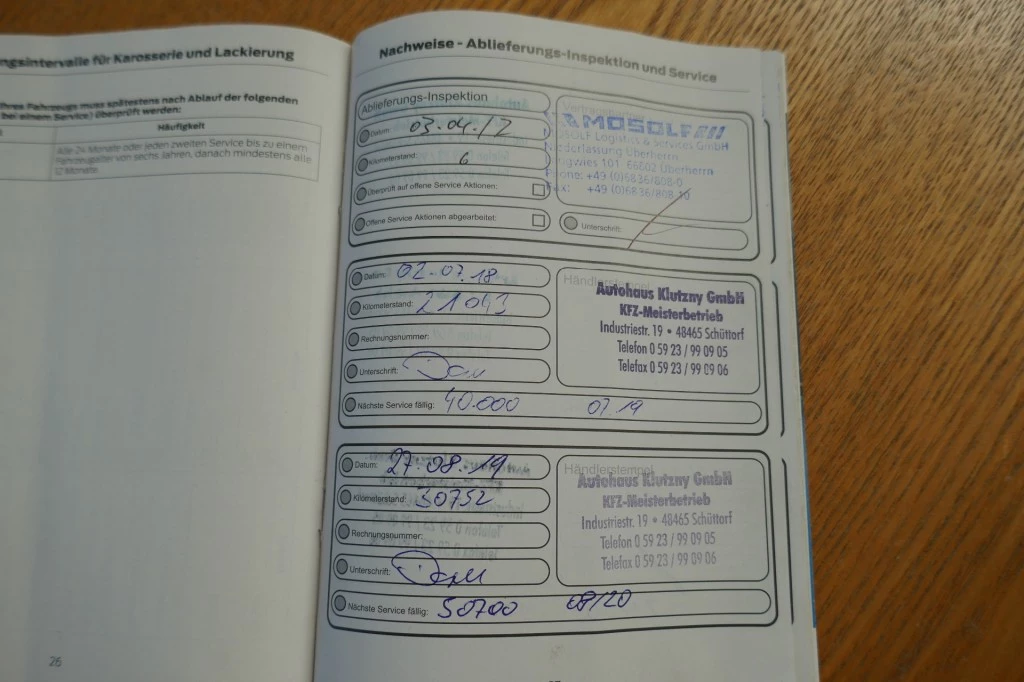 ngsintervalle für Karosserie und Lackierung
Ihres Fahrzeugs muss spätestens nach Ablauf der folgenden
bei einem Service) überprüft werden:
Häufigkeit
Alle 24 Monate oder jeden zweiten Service bis zu einem
Fahrzeugalter von sechs Jahren, danach mindestens alle
12 Monate.
26
Nachweise - Ablieferungs-Inspektion und Service
Ablieferungs-Inspektion
Datum: 03.04.12
Kilometerstand: 6
Überprüft auf offene Service Aktionen:
Offene Service Aktionen abgearbeitet:
MOSOLF
MOSOLF Logistics & Services GmbH
Niederlassung Überherrn
101, 66802 Überherrn
Phone: +49 (0)6836/808-0
Fax: +49 (0)6836/808-10
Unterschrift:
Datum: 02.07.18
Kilometerstand: 21043
Rechnungsnummer:
Unterschrift:
Nächste Service fällig: 40.000 07.19
Händlerstempel
Autohaus Klutzny GmbH
KFZ-Meisterbetrieb
Industriestr. 19 • 48465 Schüttorf
Telefon 0 59 23 / 99 09 05
Telefax 0 59 23 / 99 09 06
Datum: 27.08.19
Kilometerstand: 30752
Rechnungsnummer:
Unterschrift:
Nächste Service fällig: 50700 08/20
Händlerstempel
Autohaus Klutzny GmbH
KFZ-Meisterbetrieb
Industriestr. 19 • 48465 Schüttorf
Telefon 0 59 23 / 99 09 05
Telefax 0 59 23 / 99 09 06